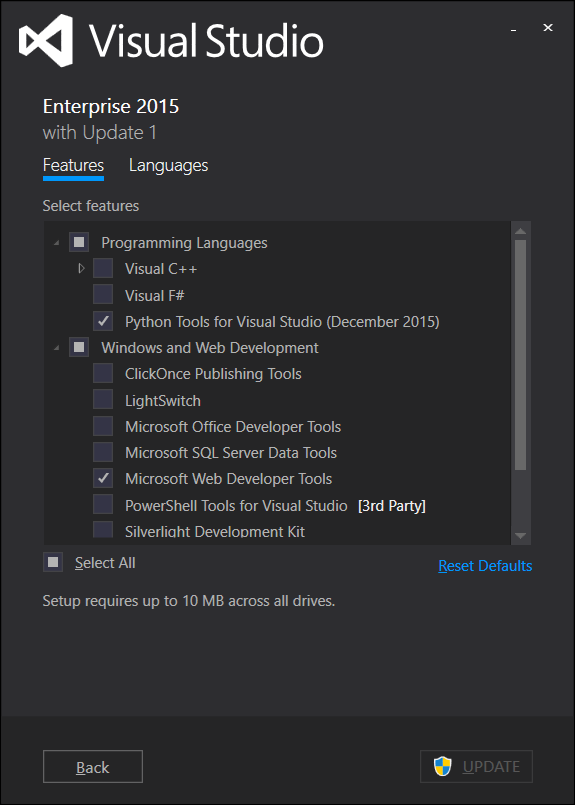 Visual Studio
Enterprise 2015
with Update 1
Features Languages
Select features
Programming Languages
Visual C++
Visual F#
Python Tools for Visual Studio (December 2015)
Windows and Web Development
ClickOnce Publishing Tools
LightSwitch
Microsoft Office Developer Tools
Microsoft SQL Server Data Tools
Microsoft Web Developer Tools
PowerShell Tools for Visual Studio [3rd Party]
Silverlight Development Kit
Select All
Reset Defaults
Setup requires up to 10 MB across all drives.
Back UPDATE